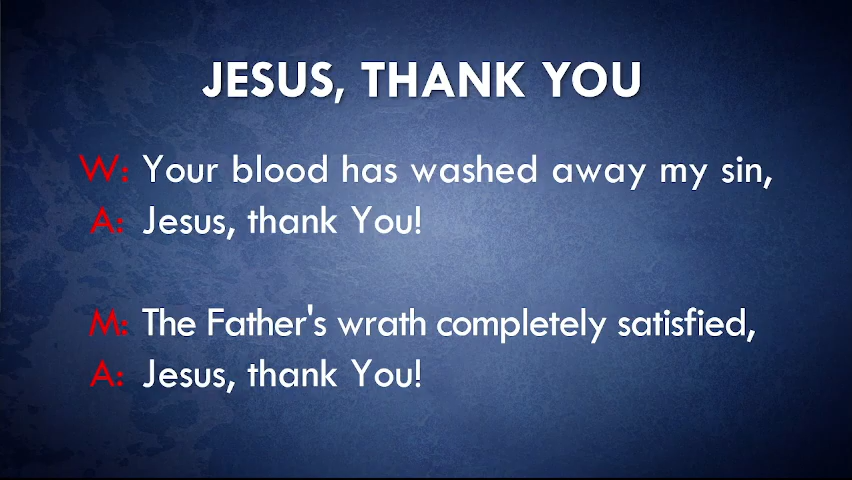 JESUS, THANK YOU
W: Your blood has washed away my sin,
A: Jesus, thank You!
M: The Father's wrath completely satisfied,
A: Jesus, thank You!